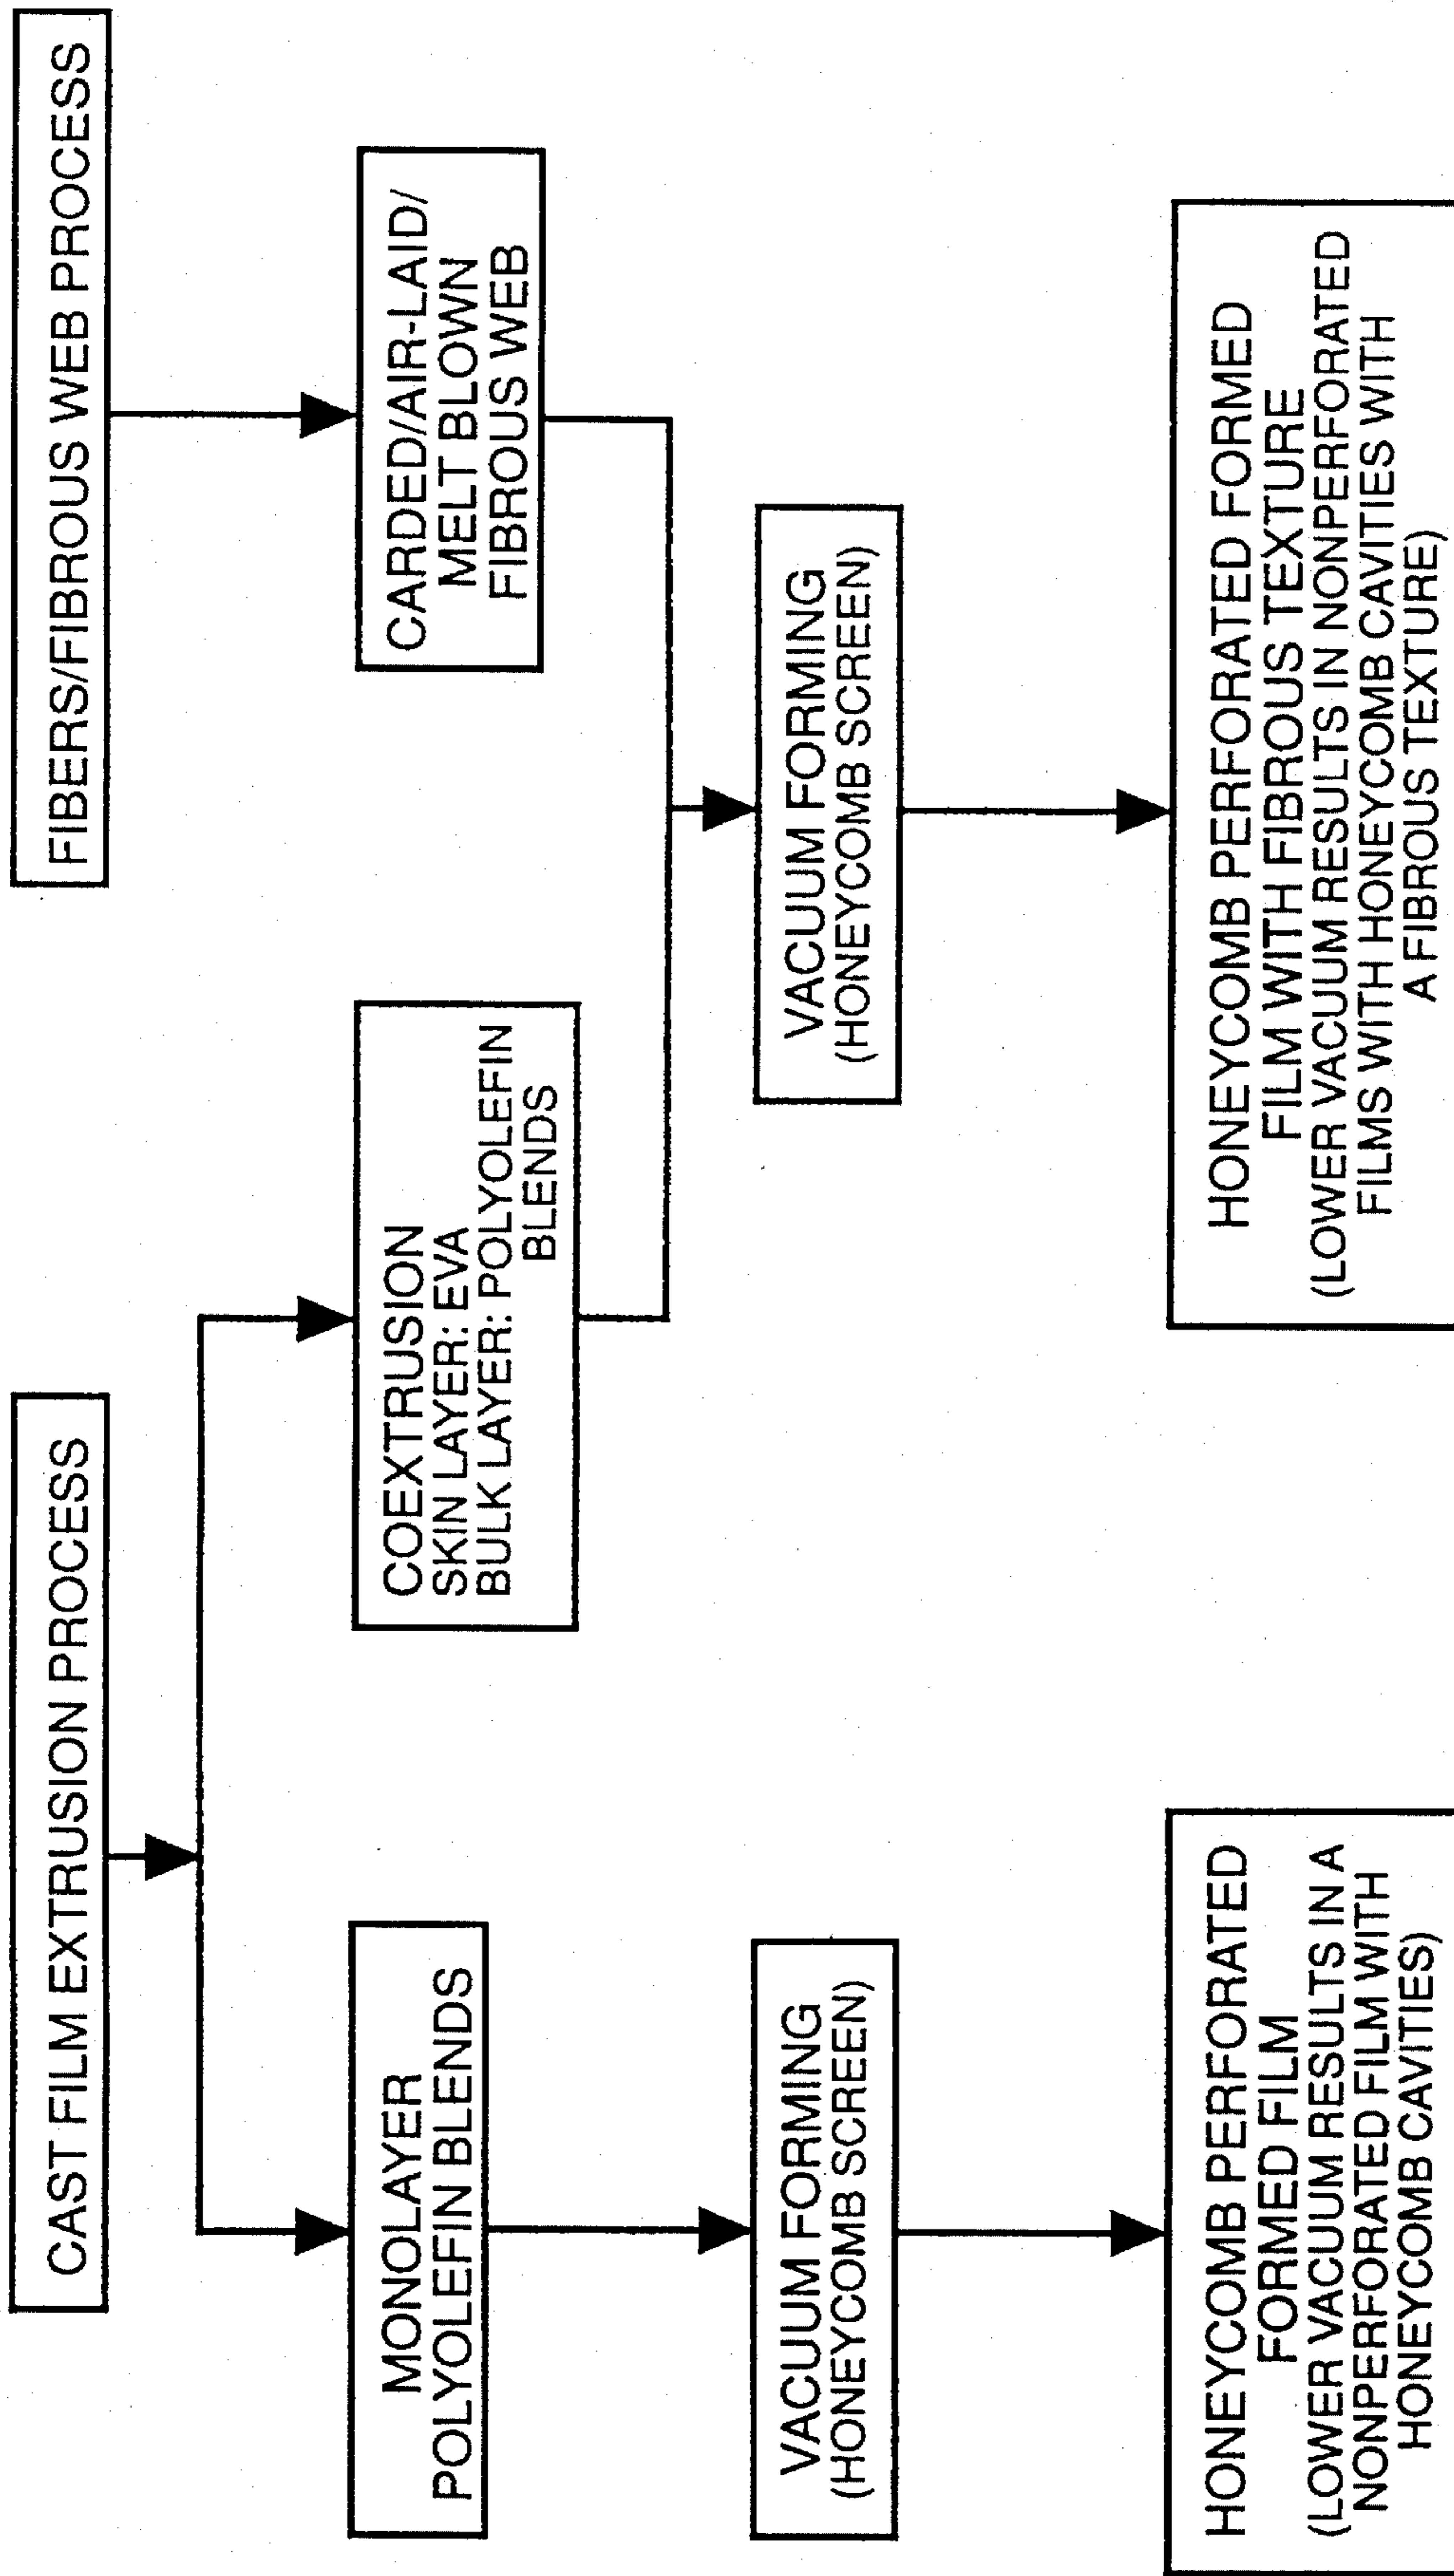 CAST FILM EXTRUSION PROCESS
FIBERS/FIBROUS WEB PROCESS
MONOLAYER
POLYOLEFIN BLENDS
COEXTRUSION
SKIN LAYER: EVA
BULK LAYER: POLYOLEFIN
BLENDS
CARDED/AIR-LAID/
MELT BLOWN
FIBROUS WEB
VACUUM FORMING
(HONEYCOMB SCREEN)
VACUUM FORMING
(HONEYCOMB SCREEN)
HONEYCOMB PERFORATED
FORMED FILM
(LOWER VACUUM RESULTS IN A
NONPERFORATED FILM WITH
HONEYCOMB CAVITIES)
HONEYCOMB PERFORATED FORMED
FILM WITH FIBROUS TEXTURE
(LOWER VACUUM RESULTS IN NONPERFORATED
FILMS WITH HONEYCOMB CAVITIES WITH
A FIBROUS TEXTURE)